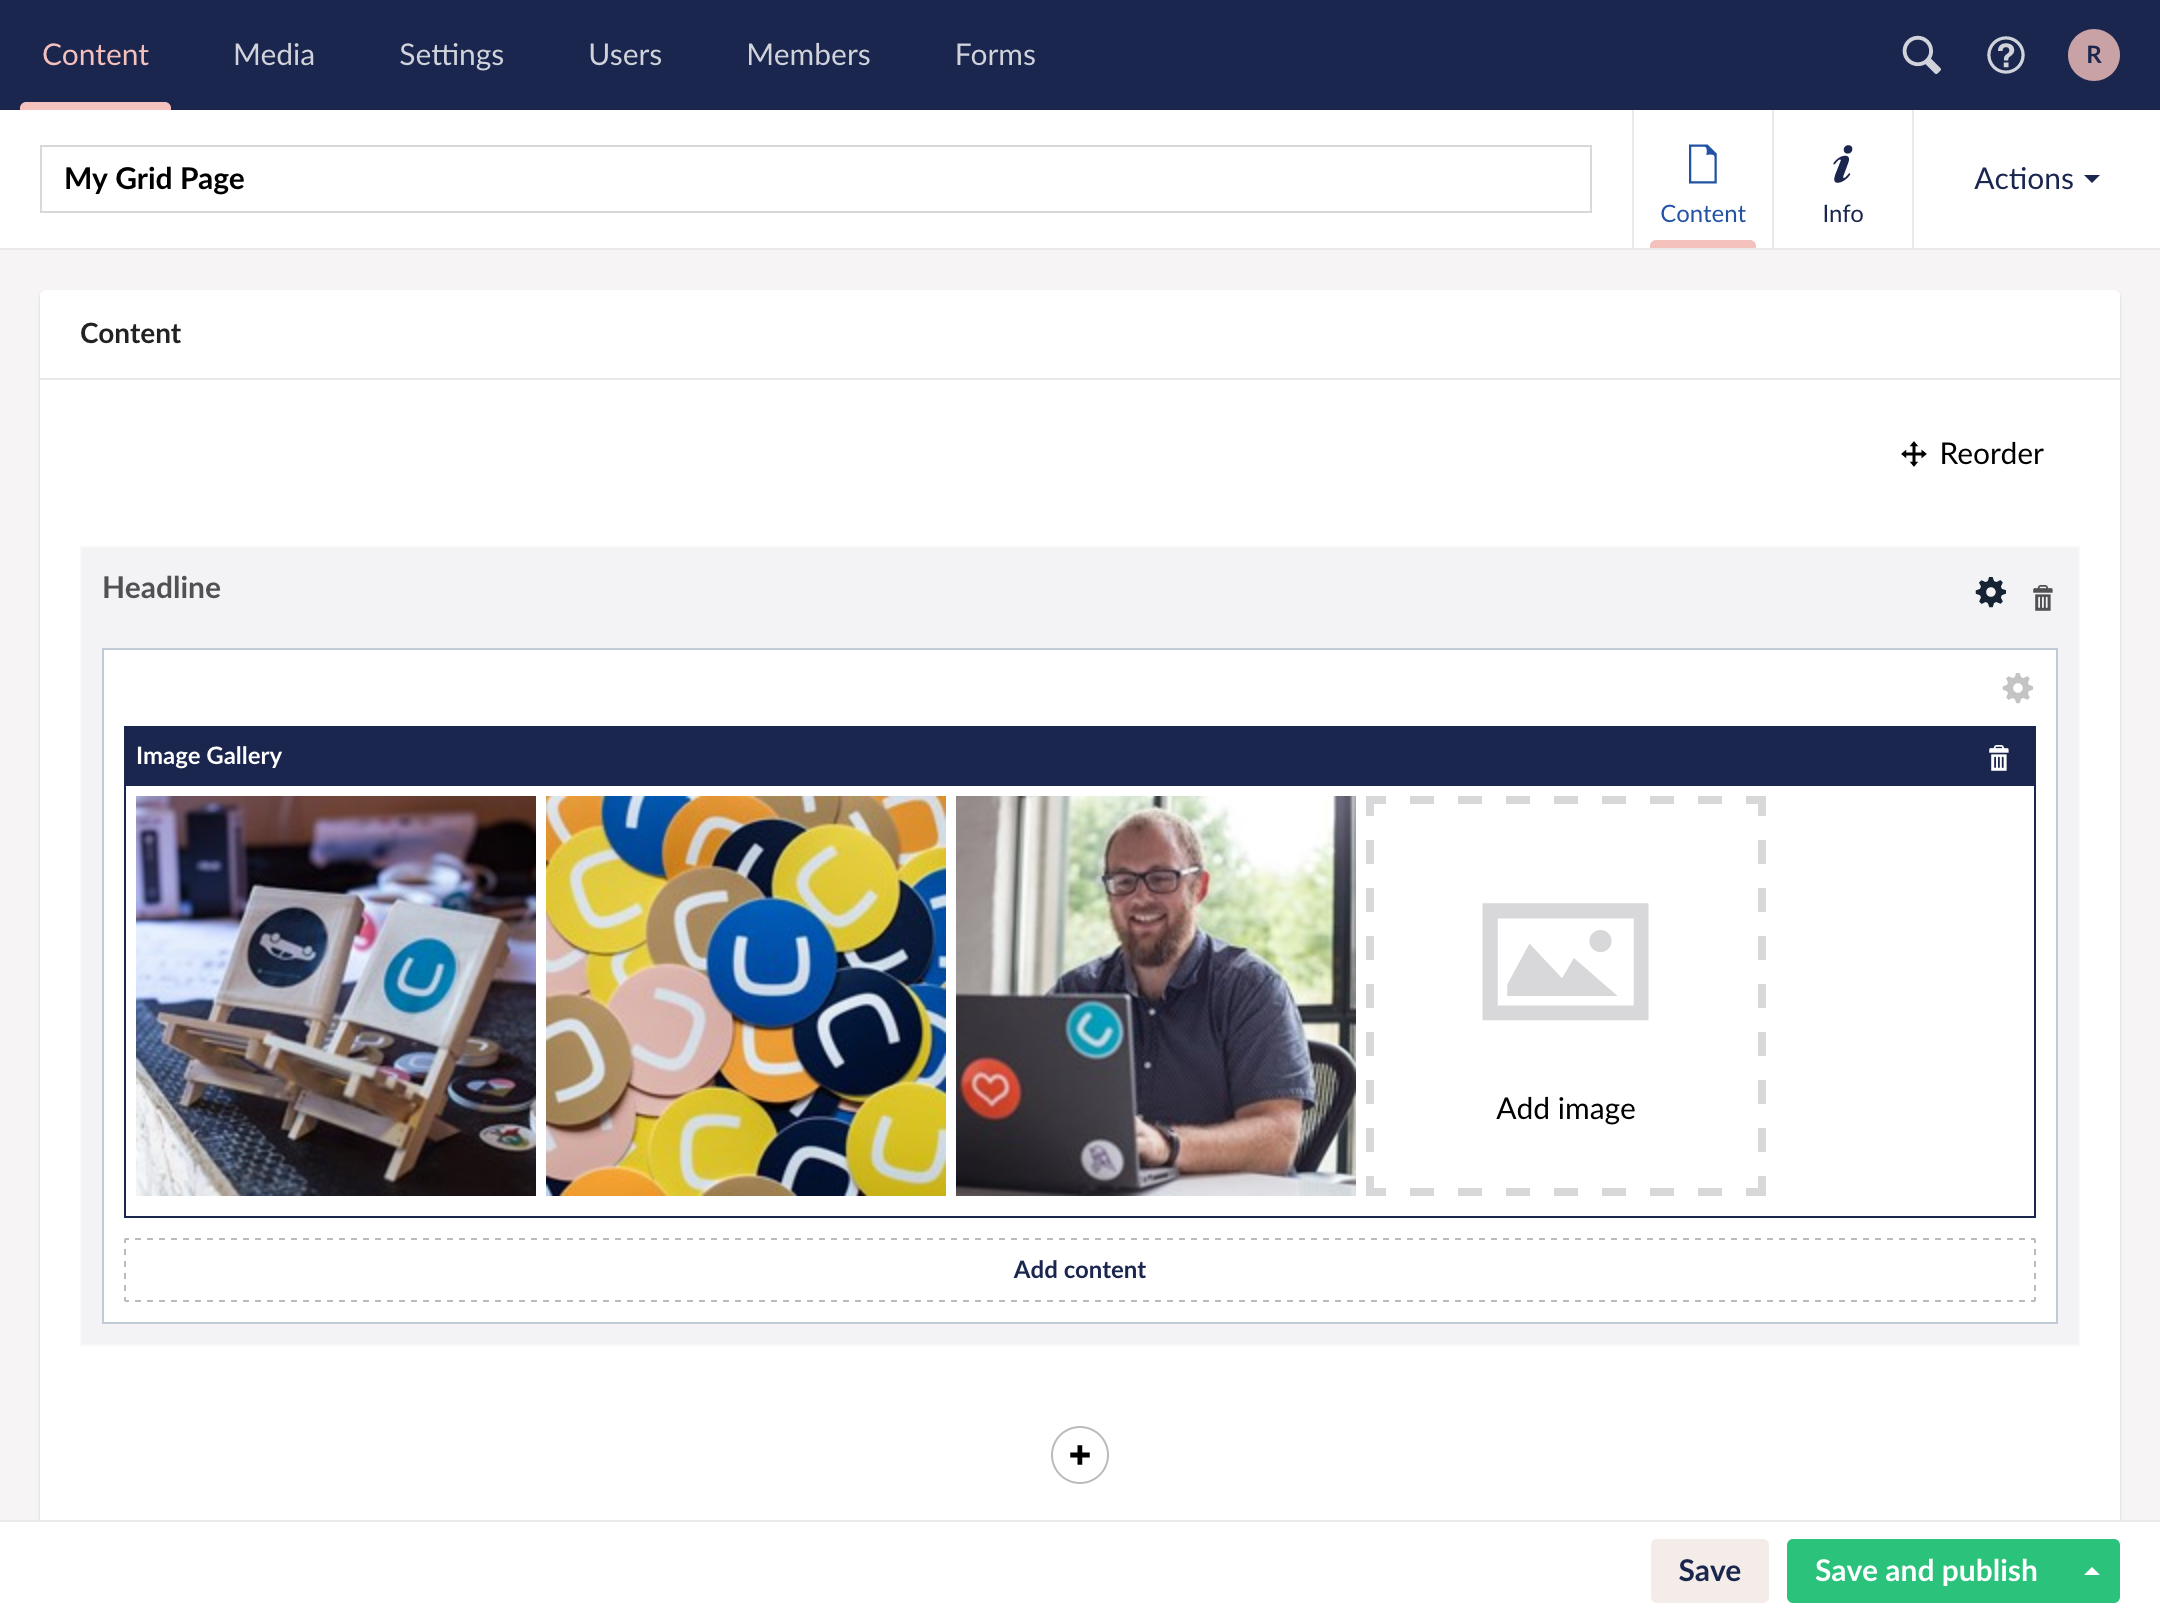 Content Media Settings Users Members Forms R
My Grid Page
Content Info Actions
Content
Reorder
Headline
Image Gallery
Add image
Add content
Save Save and publish